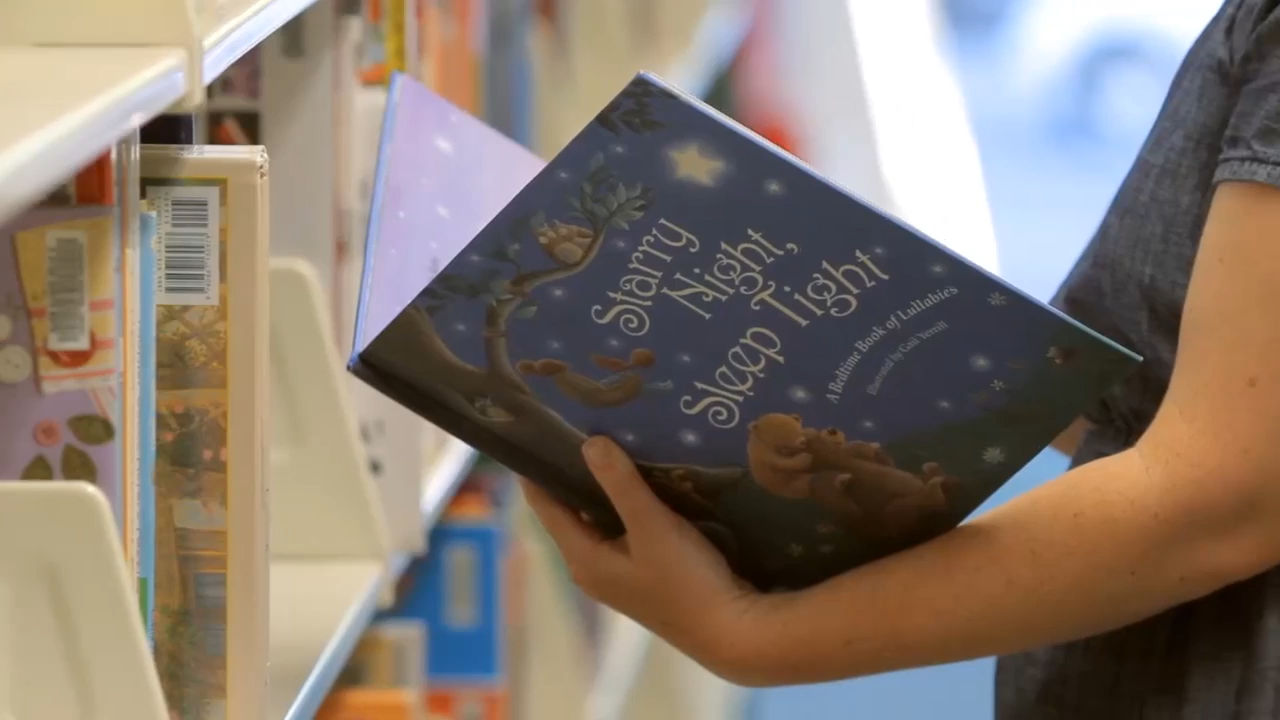 Starry
Night,
Sleep Tight
A Bedtime Book of Lullabies
Illustrated by Gail Yerrill